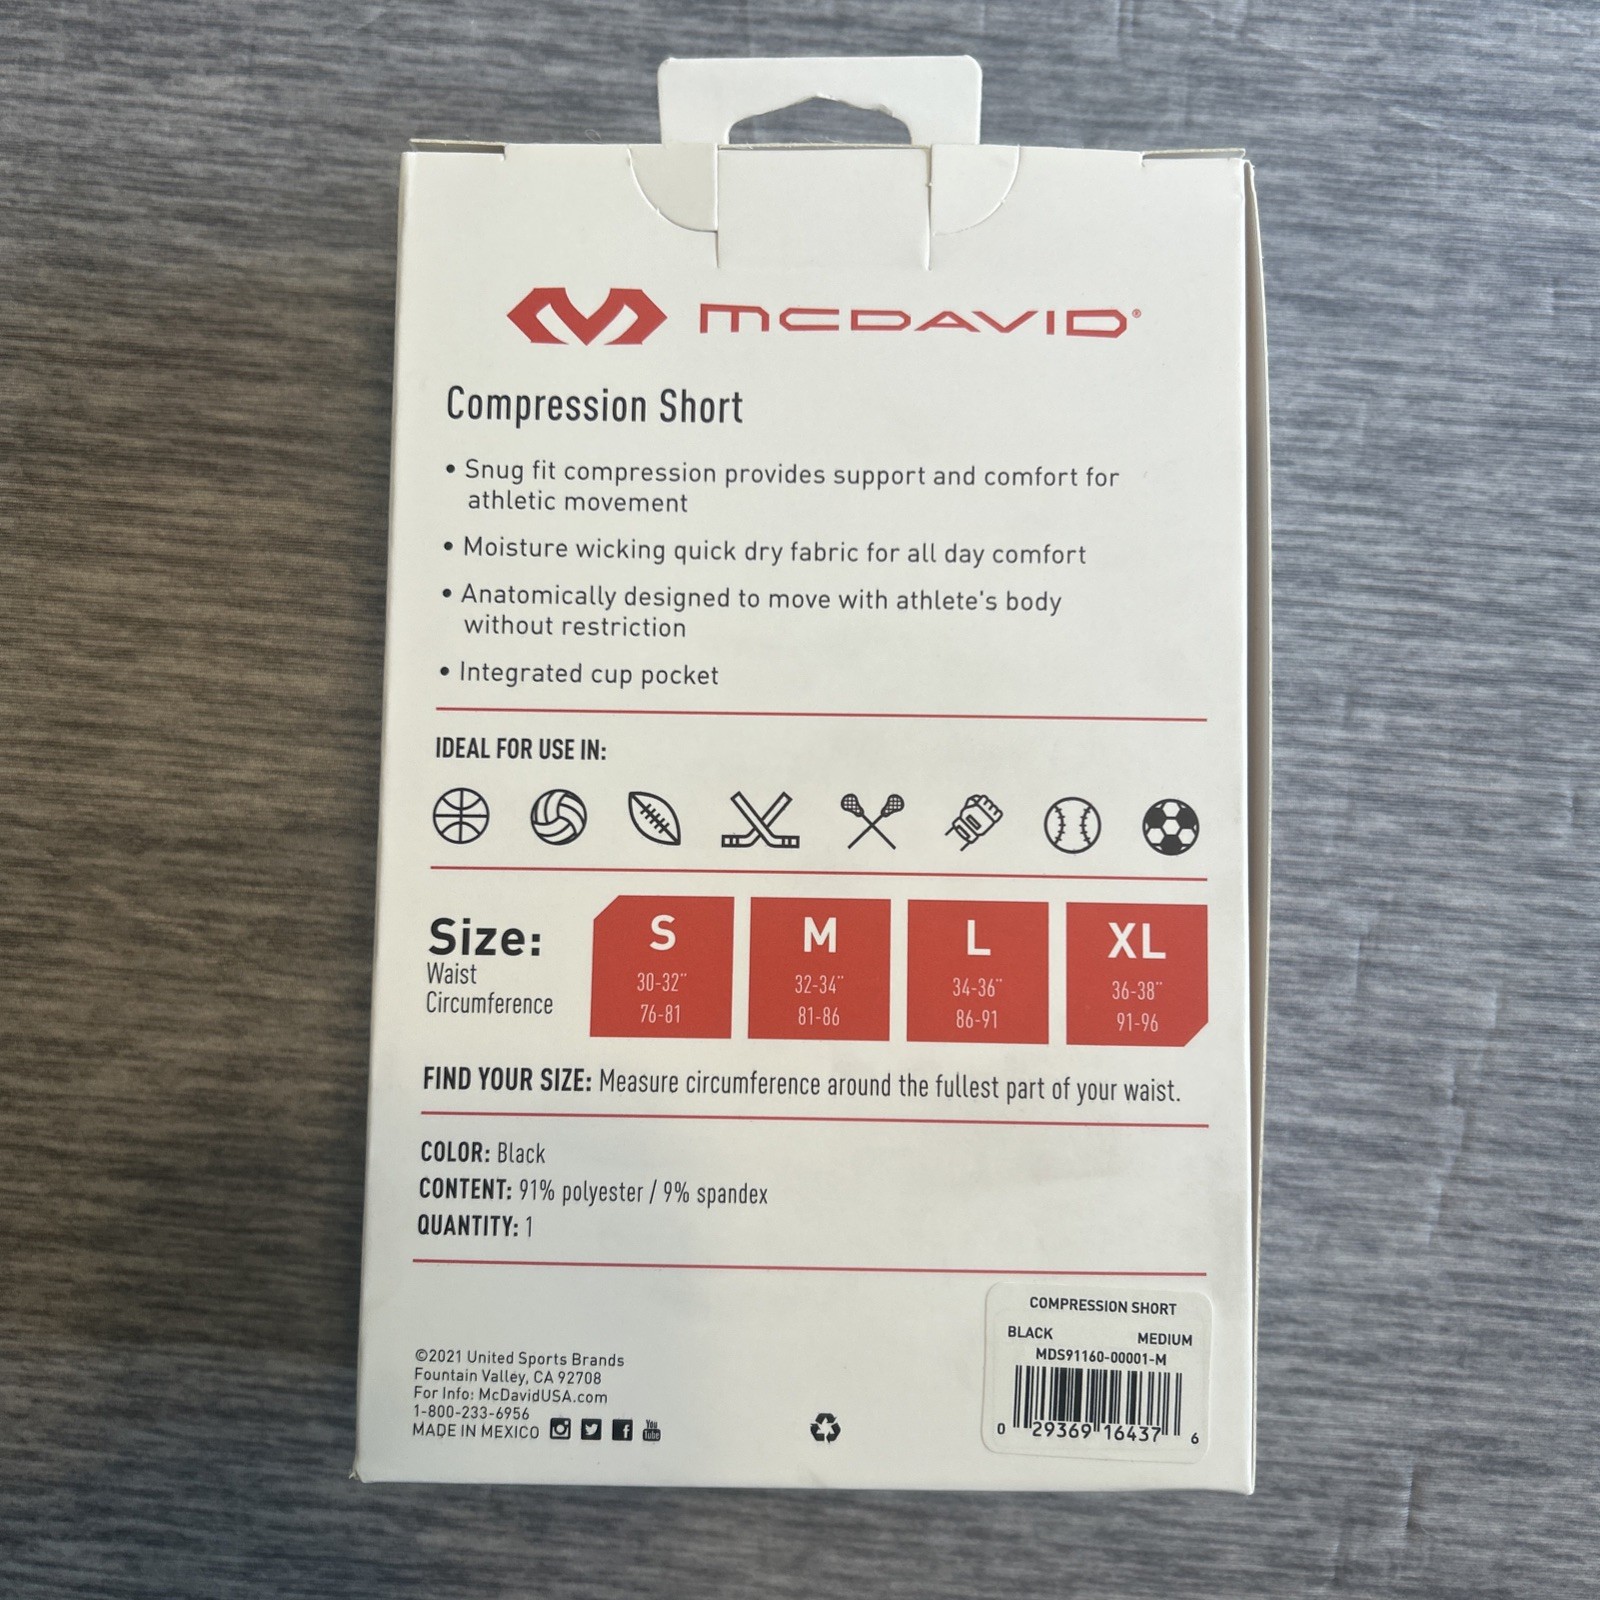 MCDAVID®
Compression Short
• Snug fit compression provides support and comfort for
athletic movement
• Moisture wicking quick dry fabric for all day comfort
• Anatomically designed to move with athlete's body
without restriction
• Integrated cup pocket
IDEAL FOR USE IN:
Size:
Waist
Circumference
S
30-32"
76-81
M
32-34"
81-86
L
34-36"
86-91
XL
36-38"
91-96
FIND YOUR SIZE: Measure circumference around the fullest part of your waist.
COLOR: Black
CONTENT: 91% polyester / 9% spandex
QUANTITY: 1
©2021 United Sports Brands
Fountain Valley, CA 92708
For Info: McDavidUSA.com
1-800-233-6956
MADE IN MEXICO
You
Tube
COMPRESSION SHORT
BLACK MEDIUM
MDS91160-00001-M
0 29369 16437 6